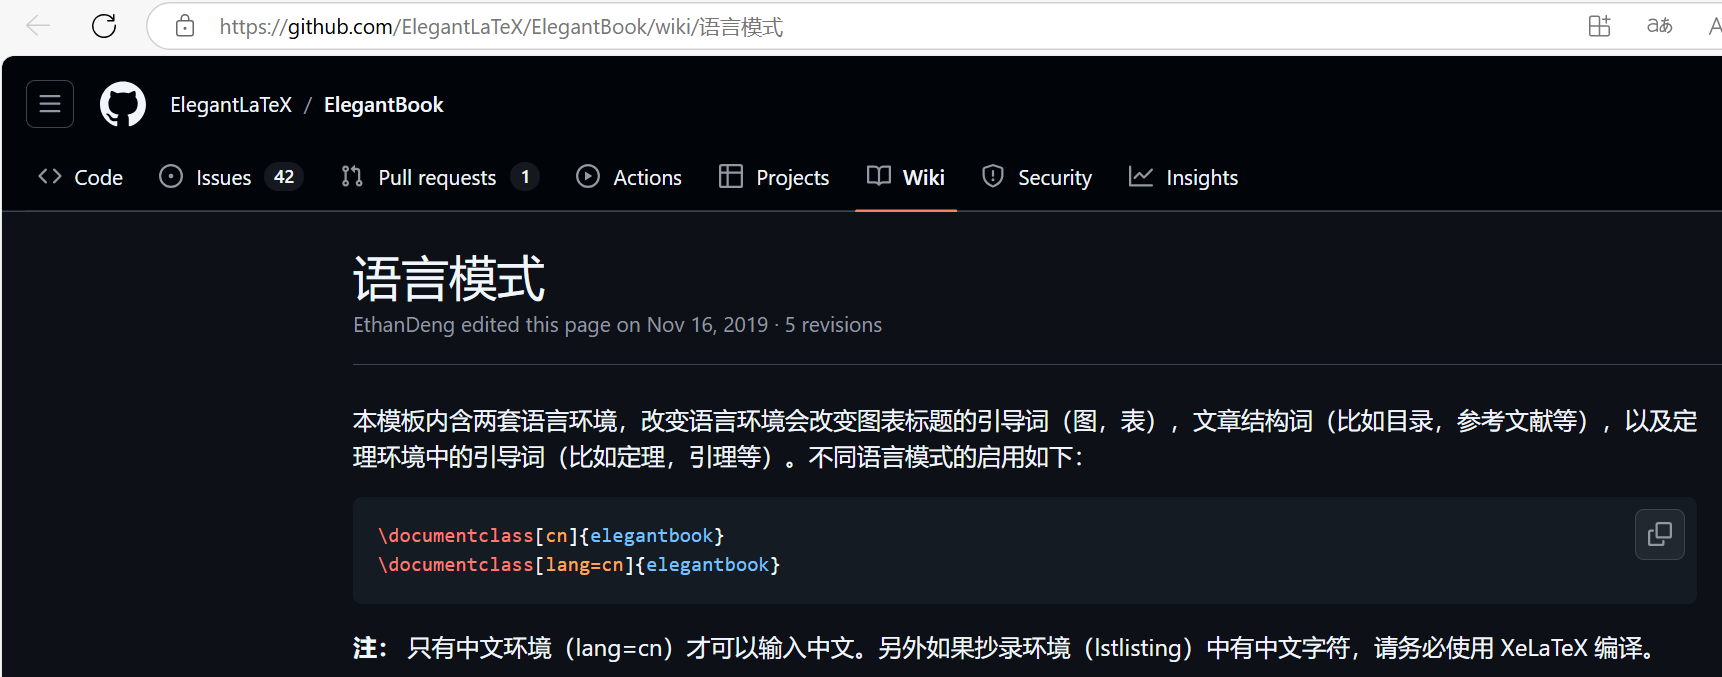 https://github.com/ElegantLaTeX/ElegantBook/wiki/语言模式
aあ
A
ElegantLaTeX / ElegantBook
Code Issues 42 Pull requests 1 Actions Projects Wiki Security Insights
语言模式
EthanDeng edited this page on Nov 16, 2019 · 5 revisions
本模板内含两套语言环境，改变语言环境会改变图表标题的引导词（图，表），文章结构词（比如目录，参考文献等），以及定
理环境中的引导词（比如定理，引理等）。不同语言模式的启用如下：
\documentclass[cn]{elegantbook}
\documentclass[lang=cn]{elegantbook}
注： 只有中文环境（lang=cn）才可以输入中文。另外如果抄录环境（lstlisting）中有中文字符，请务必使用 XeLaTeX 编译。